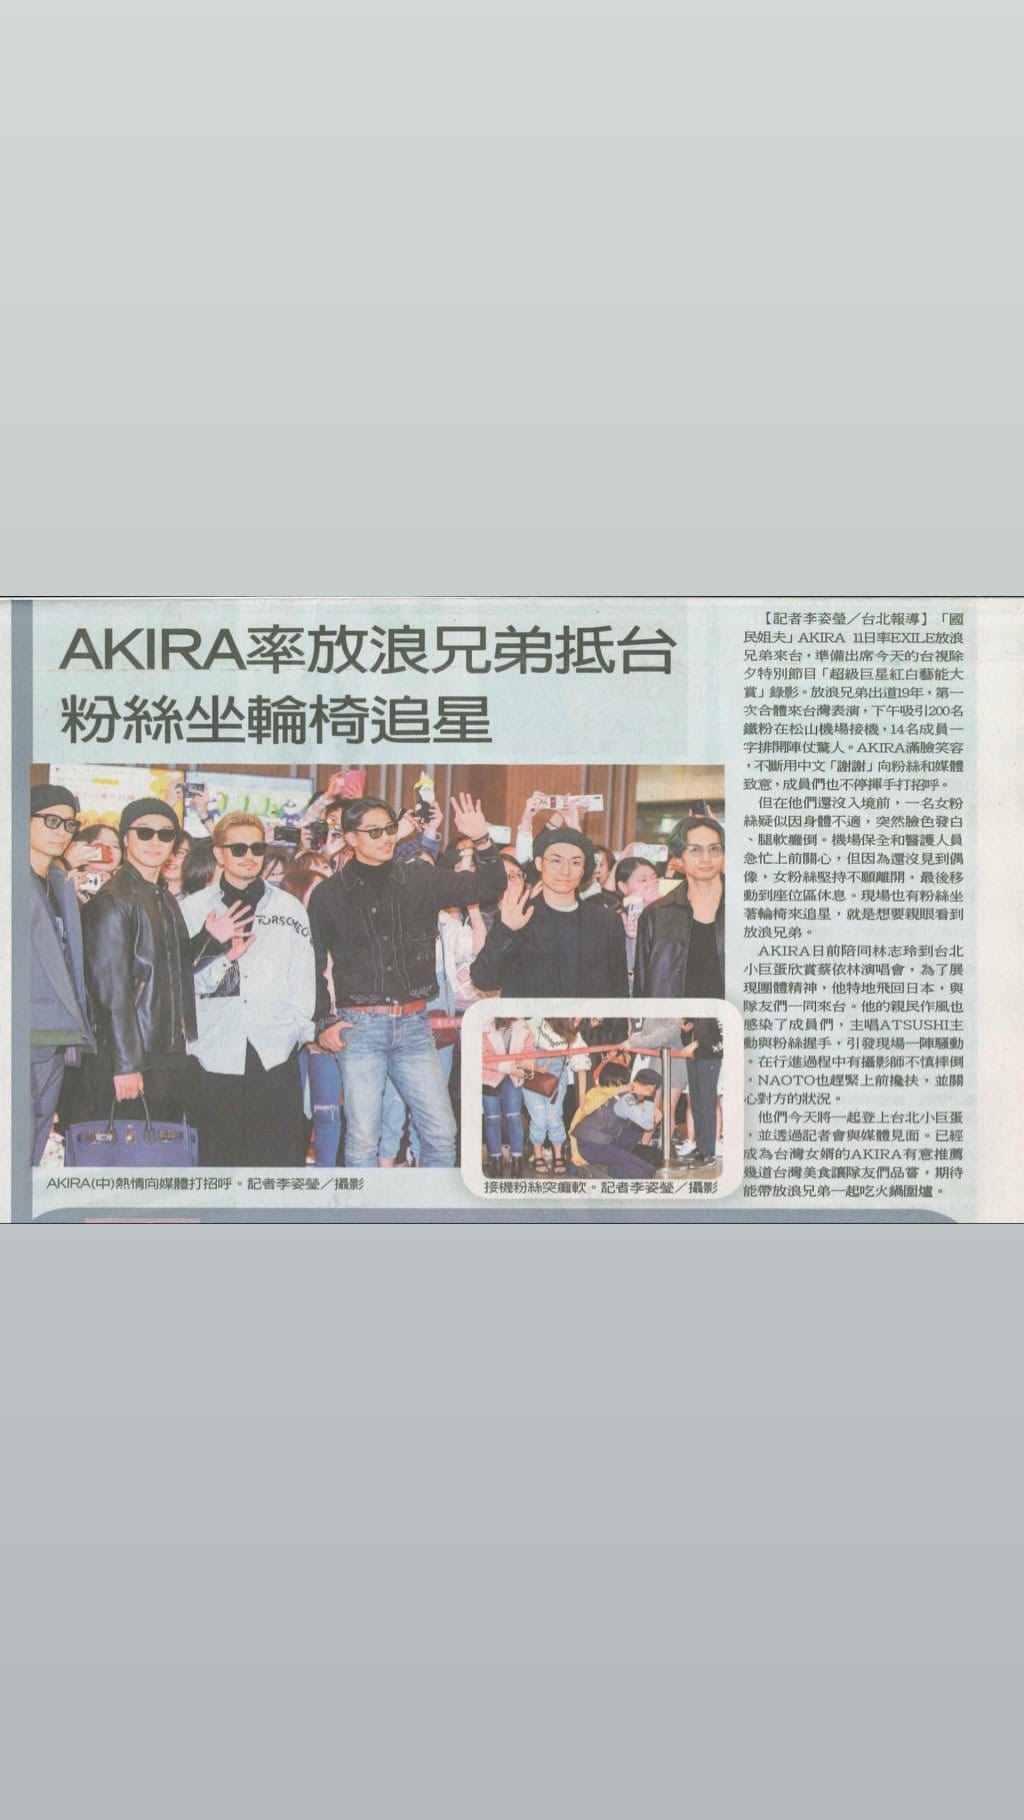 AKIRA率放浪兄弟抵台
粉絲坐輪椅追星
TORSCHEC
AKIRA(中)熱情向媒體打招呼。記者李姿瑩／攝影
接機粉絲突癱軟。記者李姿瑩／攝影
【記者李姿瑩／台北報導】「國
民姐夫」AKIRA 11日率EXILE放浪
兄弟來台，準備出席今天的台視除
夕特別節目「超級巨星紅白藝能大
賞」錄影。放浪兄弟出道19年，第一
次合體來台灣表演，下午吸引200名
鐵粉在松山機場接機，14名成員一
字排開陣仗驚人。AKIRA滿臉笑容
，不斷用中文「謝謝」向粉絲和媒體
致意，成員們也不停揮手打招呼。
但在他們還沒入境前，一名女粉
絲疑似因身體不適，突然臉色發白
、腿軟癱倒。機場保全和醫護人員
急忙上前關心，但因為還沒見到偶
像，女粉絲堅持不願離開，最後移
動到座位區休息。現場也有粉絲坐
著輪椅來追星，就是想要親眼看到
放浪兄弟。
AKIRA日前陪同林志玲到台北
小巨蛋欣賞蔡依林演唱會，為了展
現團體精神，他特地飛回日本，與
隊友們一同來台。他的親民作風也
感染了成員們，主唱ATSUSHI主
動與粉絲握手，引發現場一陣騷動
。在行進過程中有攝影師不慎摔倒
，NAOTO也趕緊上前攙扶，並關
心對方的狀況。
他們今天將一起登上台北小巨蛋
，並透過記者會與媒體見面。已經
成為台灣女婿的AKIRA有意推薦
幾道台灣美食讓隊友們品嘗，期待
能帶放浪兄弟一起吃火鍋圍爐。